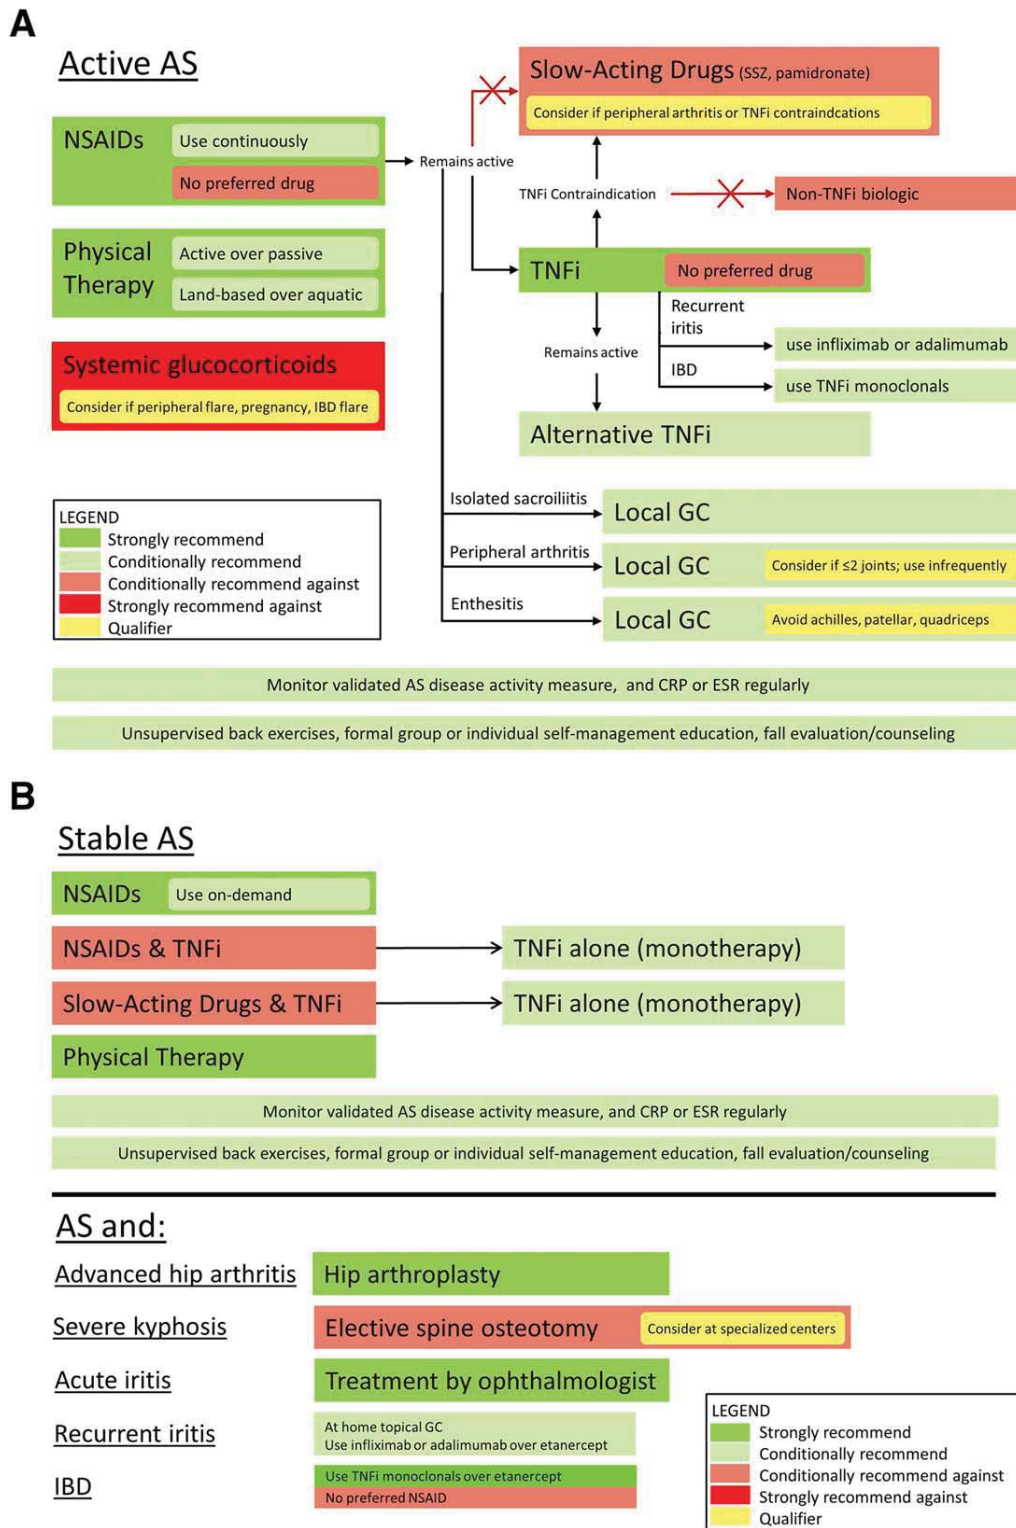 A
Active AS
NSAIDs
Use continuously
No preferred drug
Physical
Therapy
Active over passive
Land-based over aquatic
Systemic glucocorticoids
Consider if peripheral flare, pregnancy, IBD flare
Remains active
Slow-Acting Drugs (SSZ, pamidronate)
Consider if peripheral arthritis or TNFi contraindcations
TNFi Contraindication
Non-TNFi biologic
TNFi
No preferred drug
Recurrent
iritis
use infliximab or adalimumab
IBD
use TNFi monoclonals
Remains active
Alternative TNFi
Isolated sacroiliitis
Local GC
Peripheral arthritis
Local GC
Consider if ≤2 joints; use infrequently
Enthesitis
Local GC
Avoid achilles, patellar, quadriceps
LEGEND
Strongly recommend
Conditionally recommend
Conditionally recommend against
Strongly recommend against
Qualifier
Monitor validated AS disease activity measure, and CRP or ESR regularly
Unsupervised back exercises, formal group or individual self-management education, fall evaluation/counseling
B
Stable AS
NSAIDs
Use on-demand
NSAIDs & TNFi
TNFi alone (monotherapy)
Slow-Acting Drugs & TNFi
TNFi alone (monotherapy)
Physical Therapy
Monitor validated AS disease activity measure, and CRP or ESR regularly
Unsupervised back exercises, formal group or individual self-management education, fall evaluation/counseling
AS and:
Advanced hip arthritis
Hip arthroplasty
Severe kyphosis
Elective spine osteotomy
Consider at specialized centers
Acute iritis
Treatment by ophthalmologist
Recurrent iritis
At home topical GC
Use infliximab or adalimumab over etanercept
IBD
Use TNFi monoclonals over etanercept
No preferred NSAID
LEGEND
Strongly recommend
Conditionally recommend
Conditionally recommend against
Strongly recommend against
Qualifier